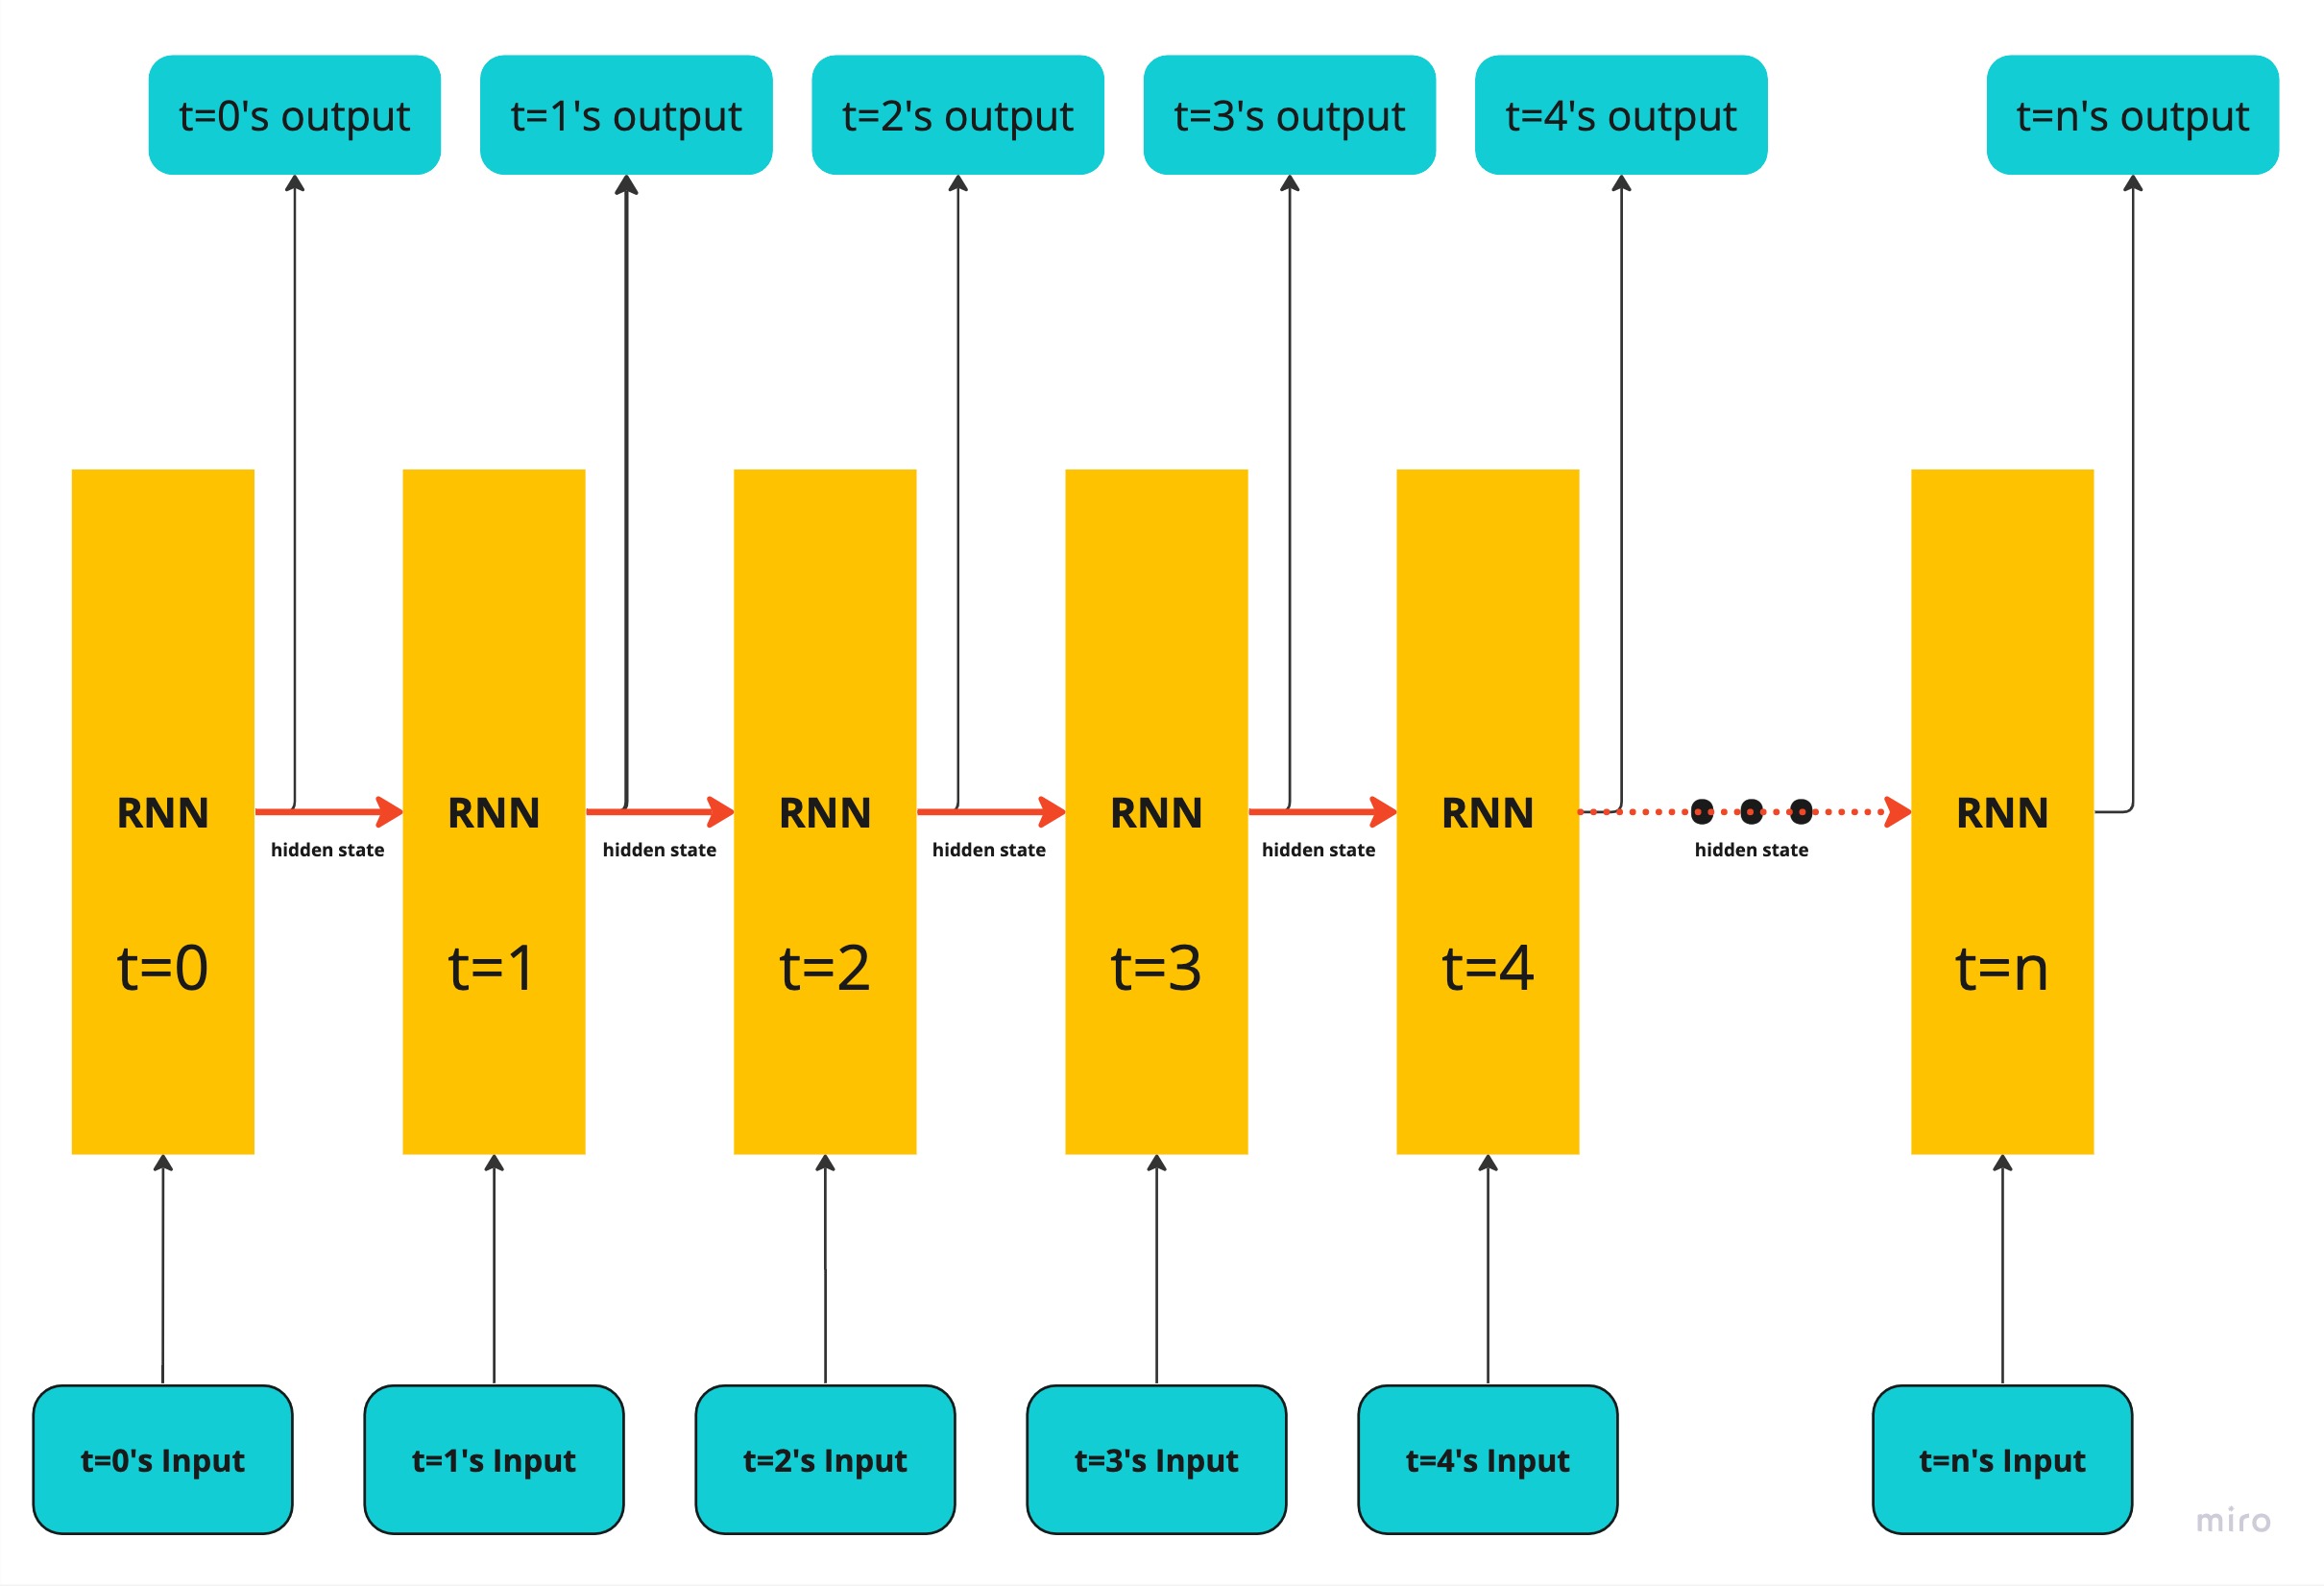 t=0's output
t=1's output
t=2's output
t=3's output
t=4's output
t=n's output
RNN
RNN
RNN
RNN
RNN
RNN
hidden state
hidden state
hidden state
hidden state
hidden state
t=0
t=1
t=2
t=3
t=4
t=n
t=0's Input
t=1's Input
t=2's Input
t=3's Input
t=4's Input
t=n's Input
miro